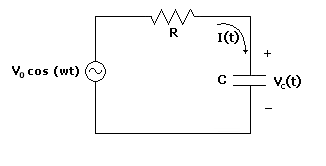 R
I(t)
+
V₀ cos (wt)
C
V꜀(t)
−